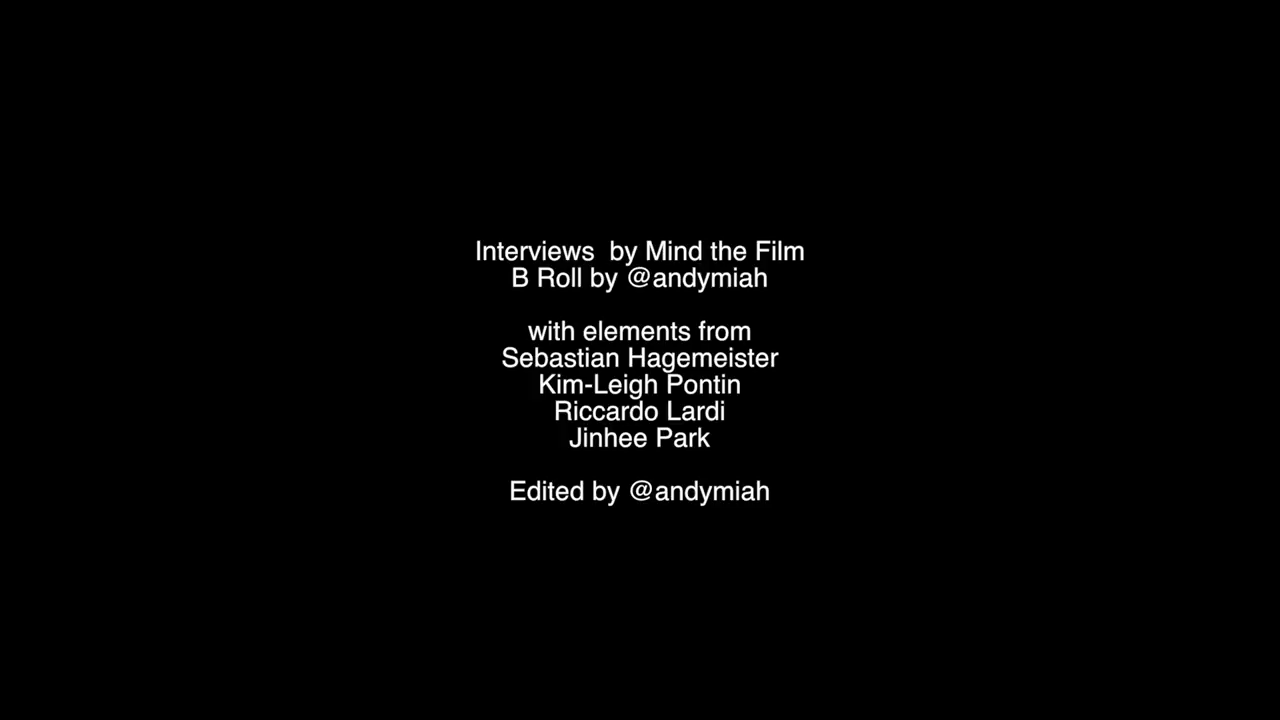 Interviews  by Mind the Film
B Roll by @andymiah
with elements from
Sebastian Hagemeister
Kim-Leigh Pontin
Riccardo Lardi
Jinhee Park
Edited by @andymiah